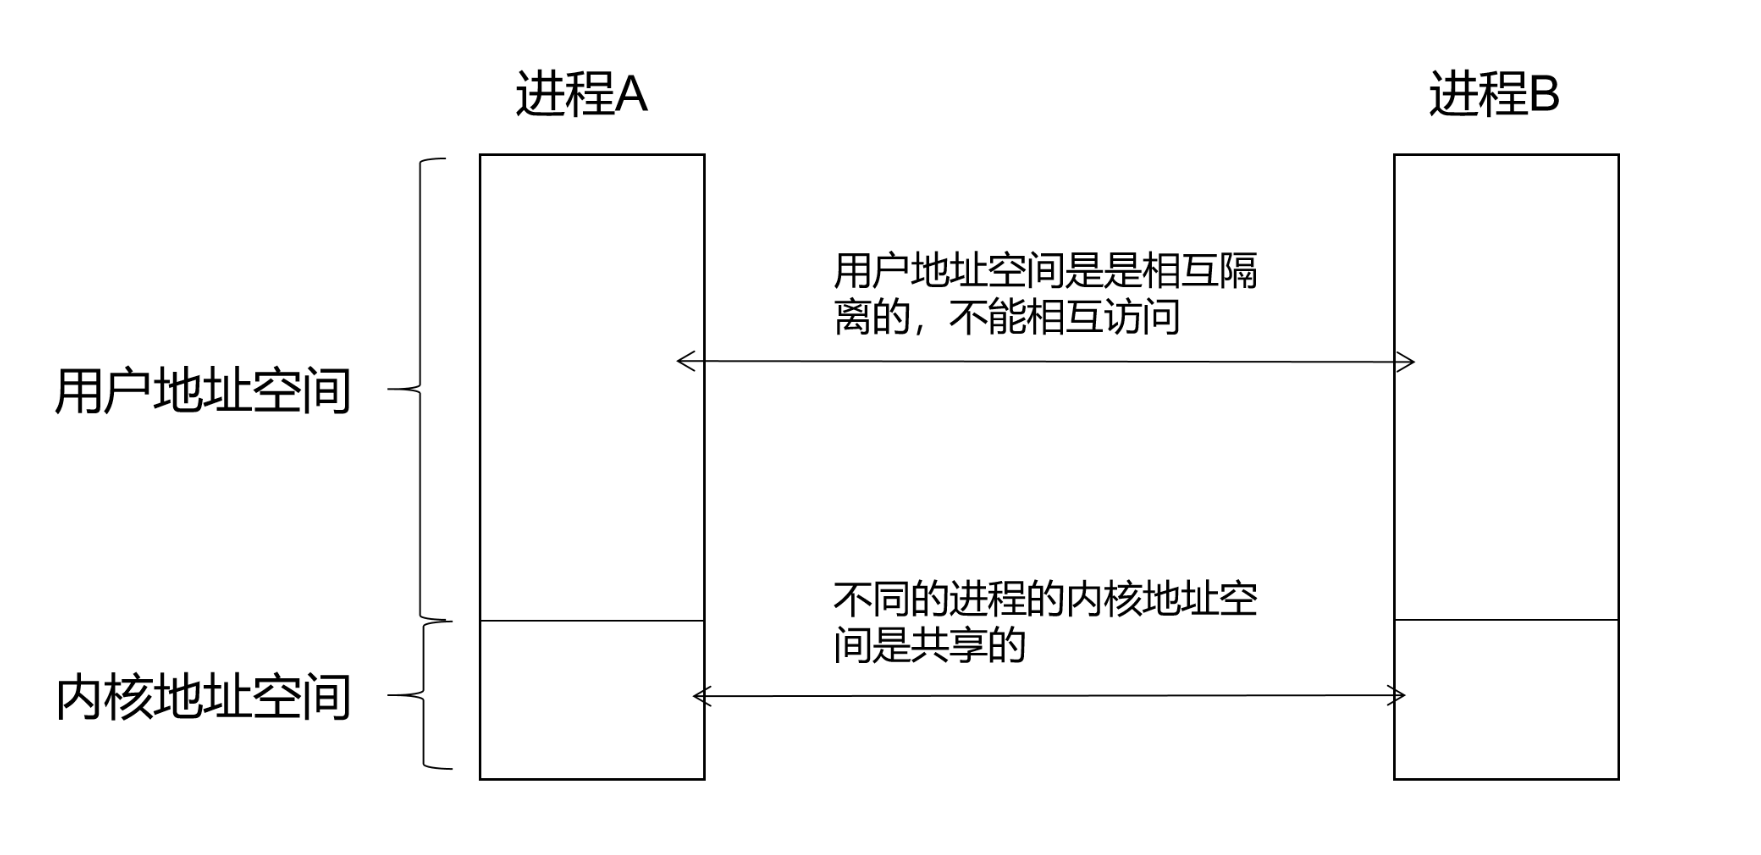 进程A
进程B
用户地址空间是是相互隔
离的，不能相互访问
用户地址空间
不同的进程的内核地址空
间是共享的
内核地址空间